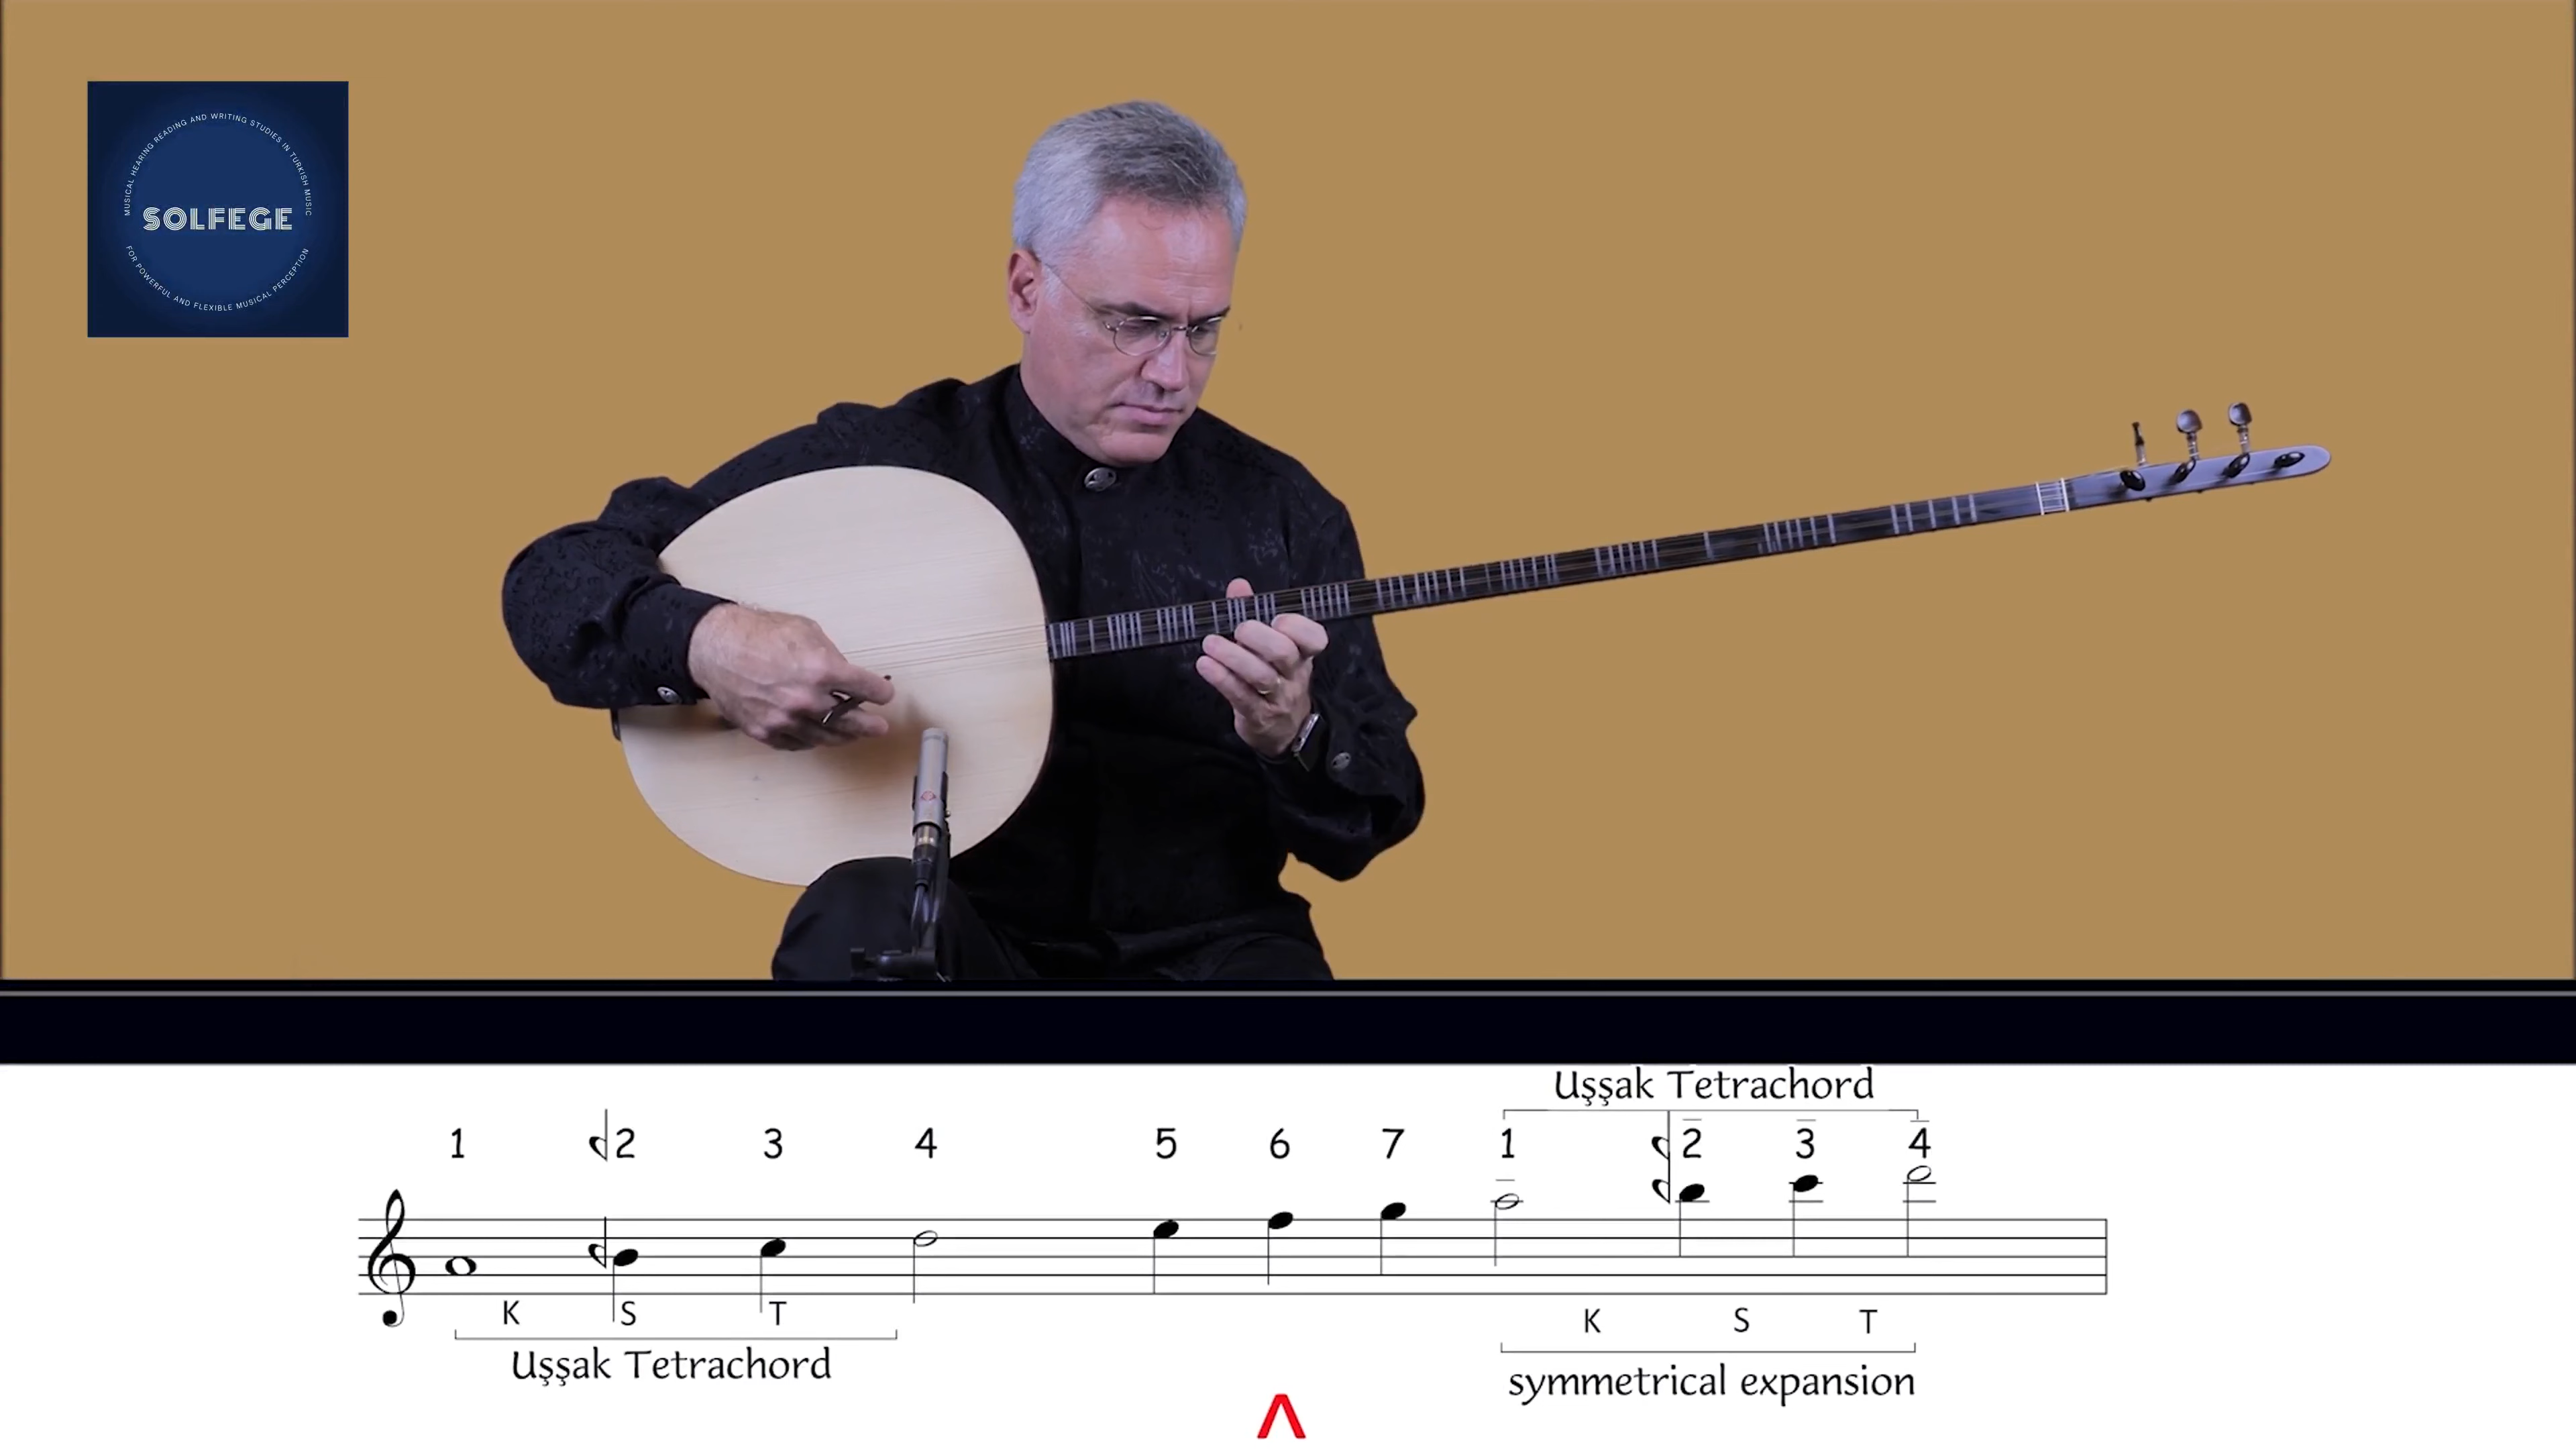 MUSICAL HEARING READING AND WRITING STUDIES IN TURKISH MUSIC
SOLFEGE
FOR POWERFUL AND FLEXIBLE MUSICAL PERCEPTION
Uşşak Tetrachord
1 2 3 4 5 6 7 1 2 3 4
K S T K S T
Uşşak Tetrachord
symmetrical expansion